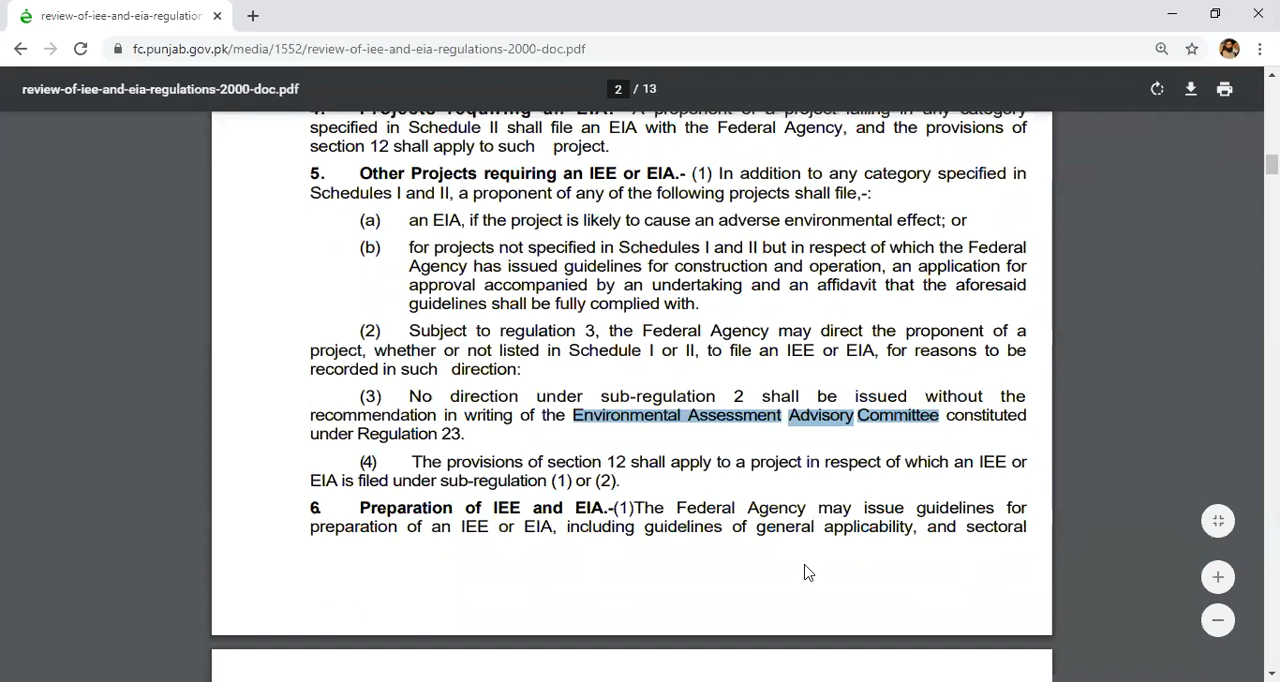 review-of-iee-and-eia-regulation
fc.punjab.gov.pk/media/1552/review-of-iee-and-eia-regulations-2000-doc.pdf
review-of-iee-and-eia-regulations-2000-doc.pdf
2 / 13
4. Projects requiring an EIA.- A proponent of a project falling in any category
specified in Schedule II shall file an EIA with the Federal Agency, and the provisions of
section 12 shall apply to such project.
5. Other Projects requiring an IEE or EIA.- (1) In addition to any category specified in
Schedules I and II, a proponent of any of the following projects shall file,-:
(a) an EIA, if the project is likely to cause an adverse environmental effect; or
(b) for projects not specified in Schedules I and II but in respect of which the Federal
Agency has issued guidelines for construction and operation, an application for
approval accompanied by an undertaking and an affidavit that the aforesaid
guidelines shall be fully complied with.
(2) Subject to regulation 3, the Federal Agency may direct the proponent of a
project, whether or not listed in Schedule I or II, to file an IEE or EIA, for reasons to be
recorded in such direction:
(3) No direction under sub-regulation 2 shall be issued without the
recommendation in writing of the Environmental Assessment Advisory Committee constituted
under Regulation 23.
(4) The provisions of section 12 shall apply to a project in respect of which an IEE or
EIA is filed under sub-regulation (1) or (2).
6. Preparation of IEE and EIA.-(1)The Federal Agency may issue guidelines for
preparation of an IEE or EIA, including guidelines of general applicability, and sectoral